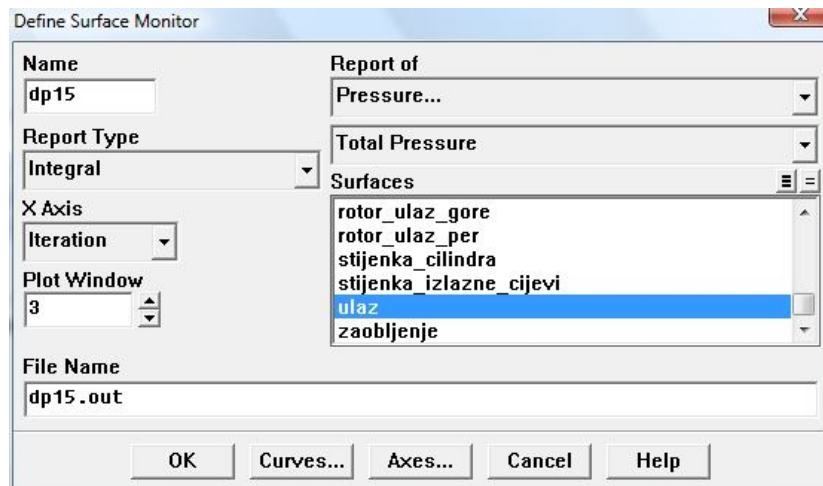 Define Surface Monitor
Name
dp15
Report of
Pressure...
Report Type
Integral
Total Pressure
X Axis
Iteration
Surfaces
rotor_ulaz_gore
rotor_ulaz_per
stijenka_cilindra
stijenka_izlazne_cijevi
ulaz
zaobljenje
Plot Window
3
File Name
dp15.out
OK
Curves...
Axes...
Cancel
Help